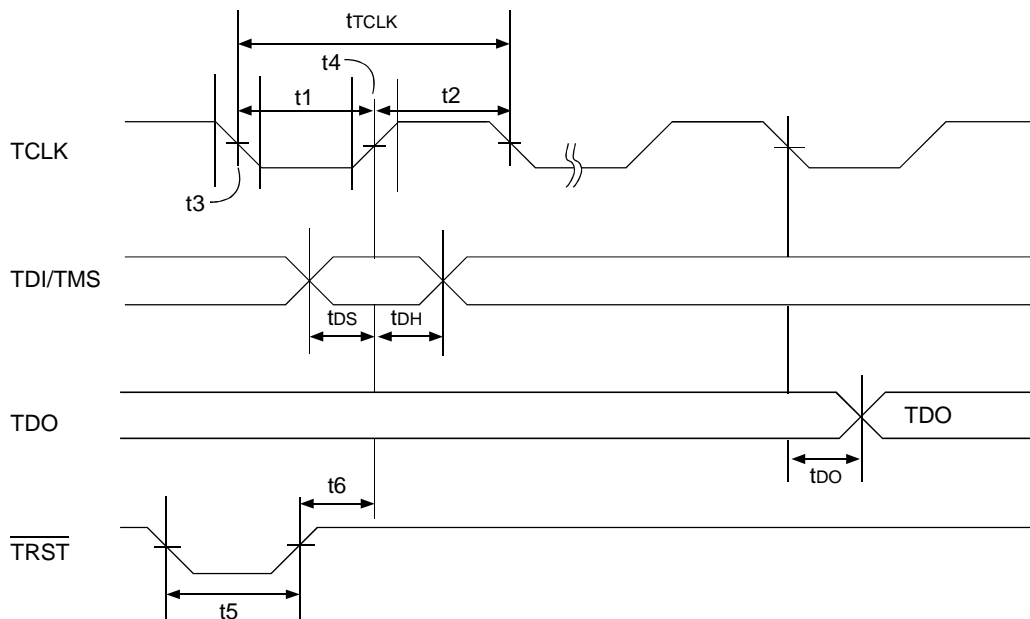 tTCLK
t4
t1
t2
TCLK
t3
TDI/TMS
tDS
tDH
TDO
TDO
tDO
t6
TRST
t5